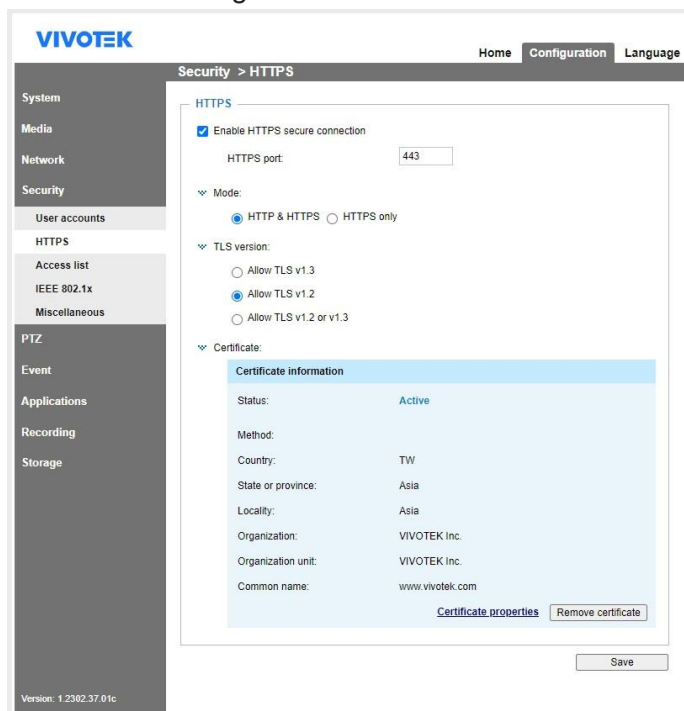 VIVOTEK
Home Configuration Language
Security > HTTPS
System
Media
Network
Security
User accounts
HTTPS
Access list
IEEE 802.1x
Miscellaneous
PTZ
Event
Applications
Recording
Storage
Version: 1.2302.37.01c
HTTPS
Enable HTTPS secure connection
HTTPS port: 443
Mode:
HTTP & HTTPS HTTPS only
TLS version:
Allow TLS v1.3
Allow TLS v1.2
Allow TLS v1.2 or v1.3
Certificate:
Certificate information
Status: Active
Method:
Country: TW
State or province: Asia
Locality: Asia
Organization: VIVOTEK Inc.
Organization unit: VIVOTEK Inc.
Common name: www.vivotek.com
Certificate properties Remove certificate
Save